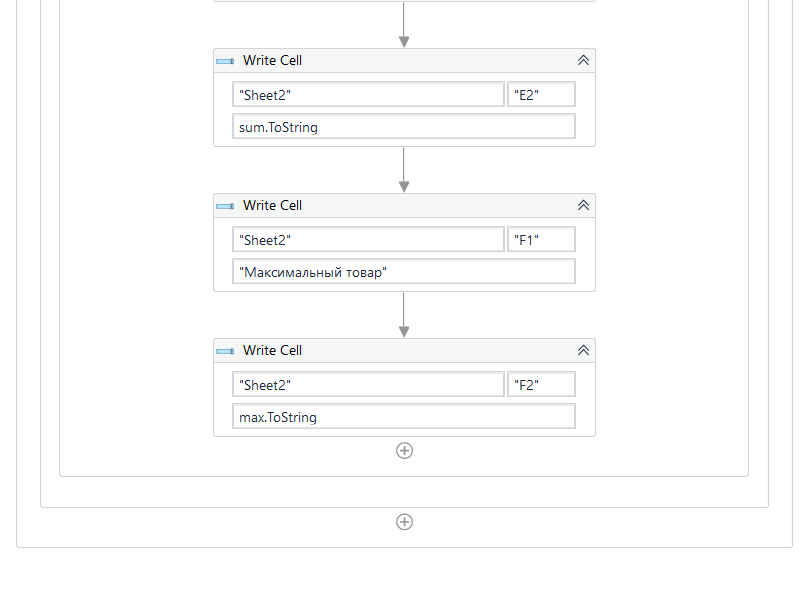 Write Cell
"Sheet2" "E2"
sum.ToString
Write Cell
"Sheet2" "F1"
"Максимальный товар"
Write Cell
"Sheet2" "F2"
max.ToString